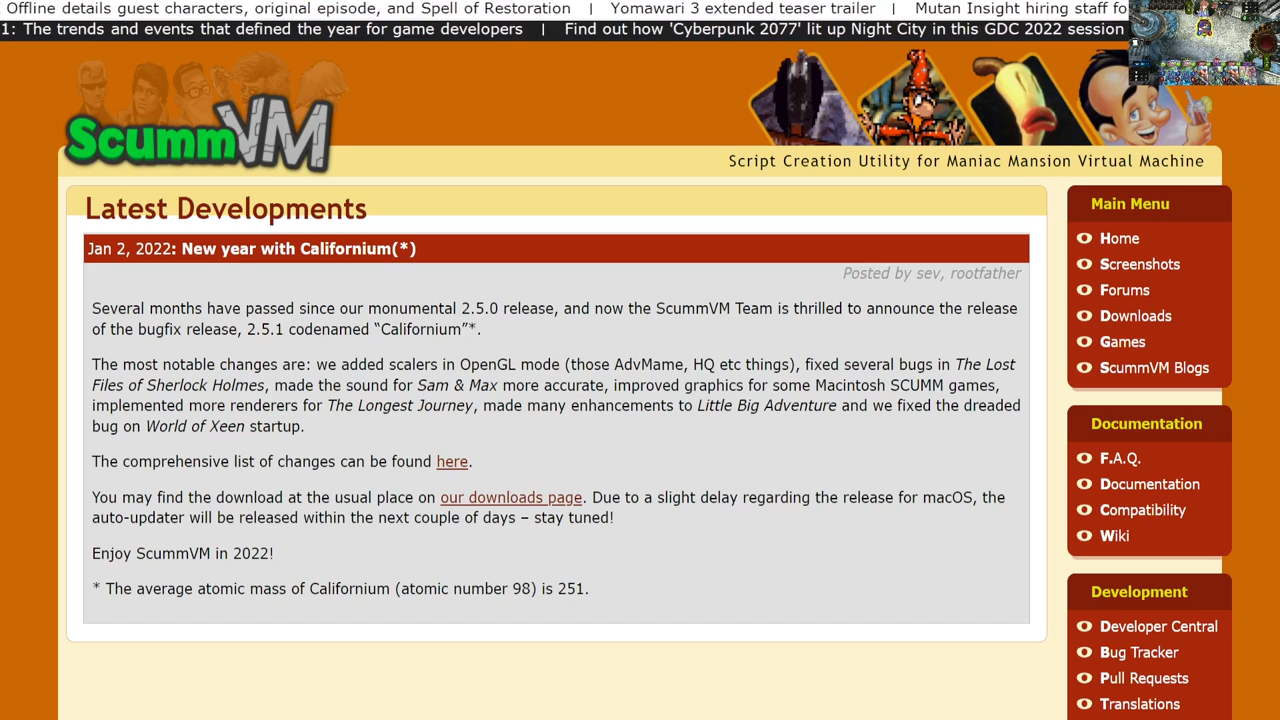 Offline details guest characters, original episode, and Spell of Restoration | Yomawari 3 extended teaser trailer | Mutan Insight hiring staff fo
1: The trends and events that defined the year for game developers | Find out how 'Cyberpunk 2077' lit up Night City in this GDC 2022 session
ScummVM
Script Creation Utility for Maniac Mansion Virtual Machine
Latest Developments
Jan 2, 2022: New year with Californium(*)
Posted by sev, rootfather
Several months have passed since our monumental 2.5.0 release, and now the ScummVM Team is thrilled to announce the release
of the bugfix release, 2.5.1 codenamed “Californium”*.
The most notable changes are: we added scalers in OpenGL mode (those AdvMame, HQ etc things), fixed several bugs in The Lost
Files of Sherlock Holmes, made the sound for Sam & Max more accurate, improved graphics for some Macintosh SCUMM games,
implemented more renderers for The Longest Journey, made many enhancements to Little Big Adventure and we fixed the dreaded
bug on World of Xeen startup.
The comprehensive list of changes can be found here.
You may find the download at the usual place on our downloads page. Due to a slight delay regarding the release for macOS, the
auto-updater will be released within the next couple of days – stay tuned!
Enjoy ScummVM in 2022!
* The average atomic mass of Californium (atomic number 98) is 251.
Main Menu
Home
Screenshots
Forums
Downloads
Games
ScummVM Blogs
Documentation
F.A.Q.
Documentation
Compatibility
Wiki
Development
Developer Central
Bug Tracker
Pull Requests
Translations